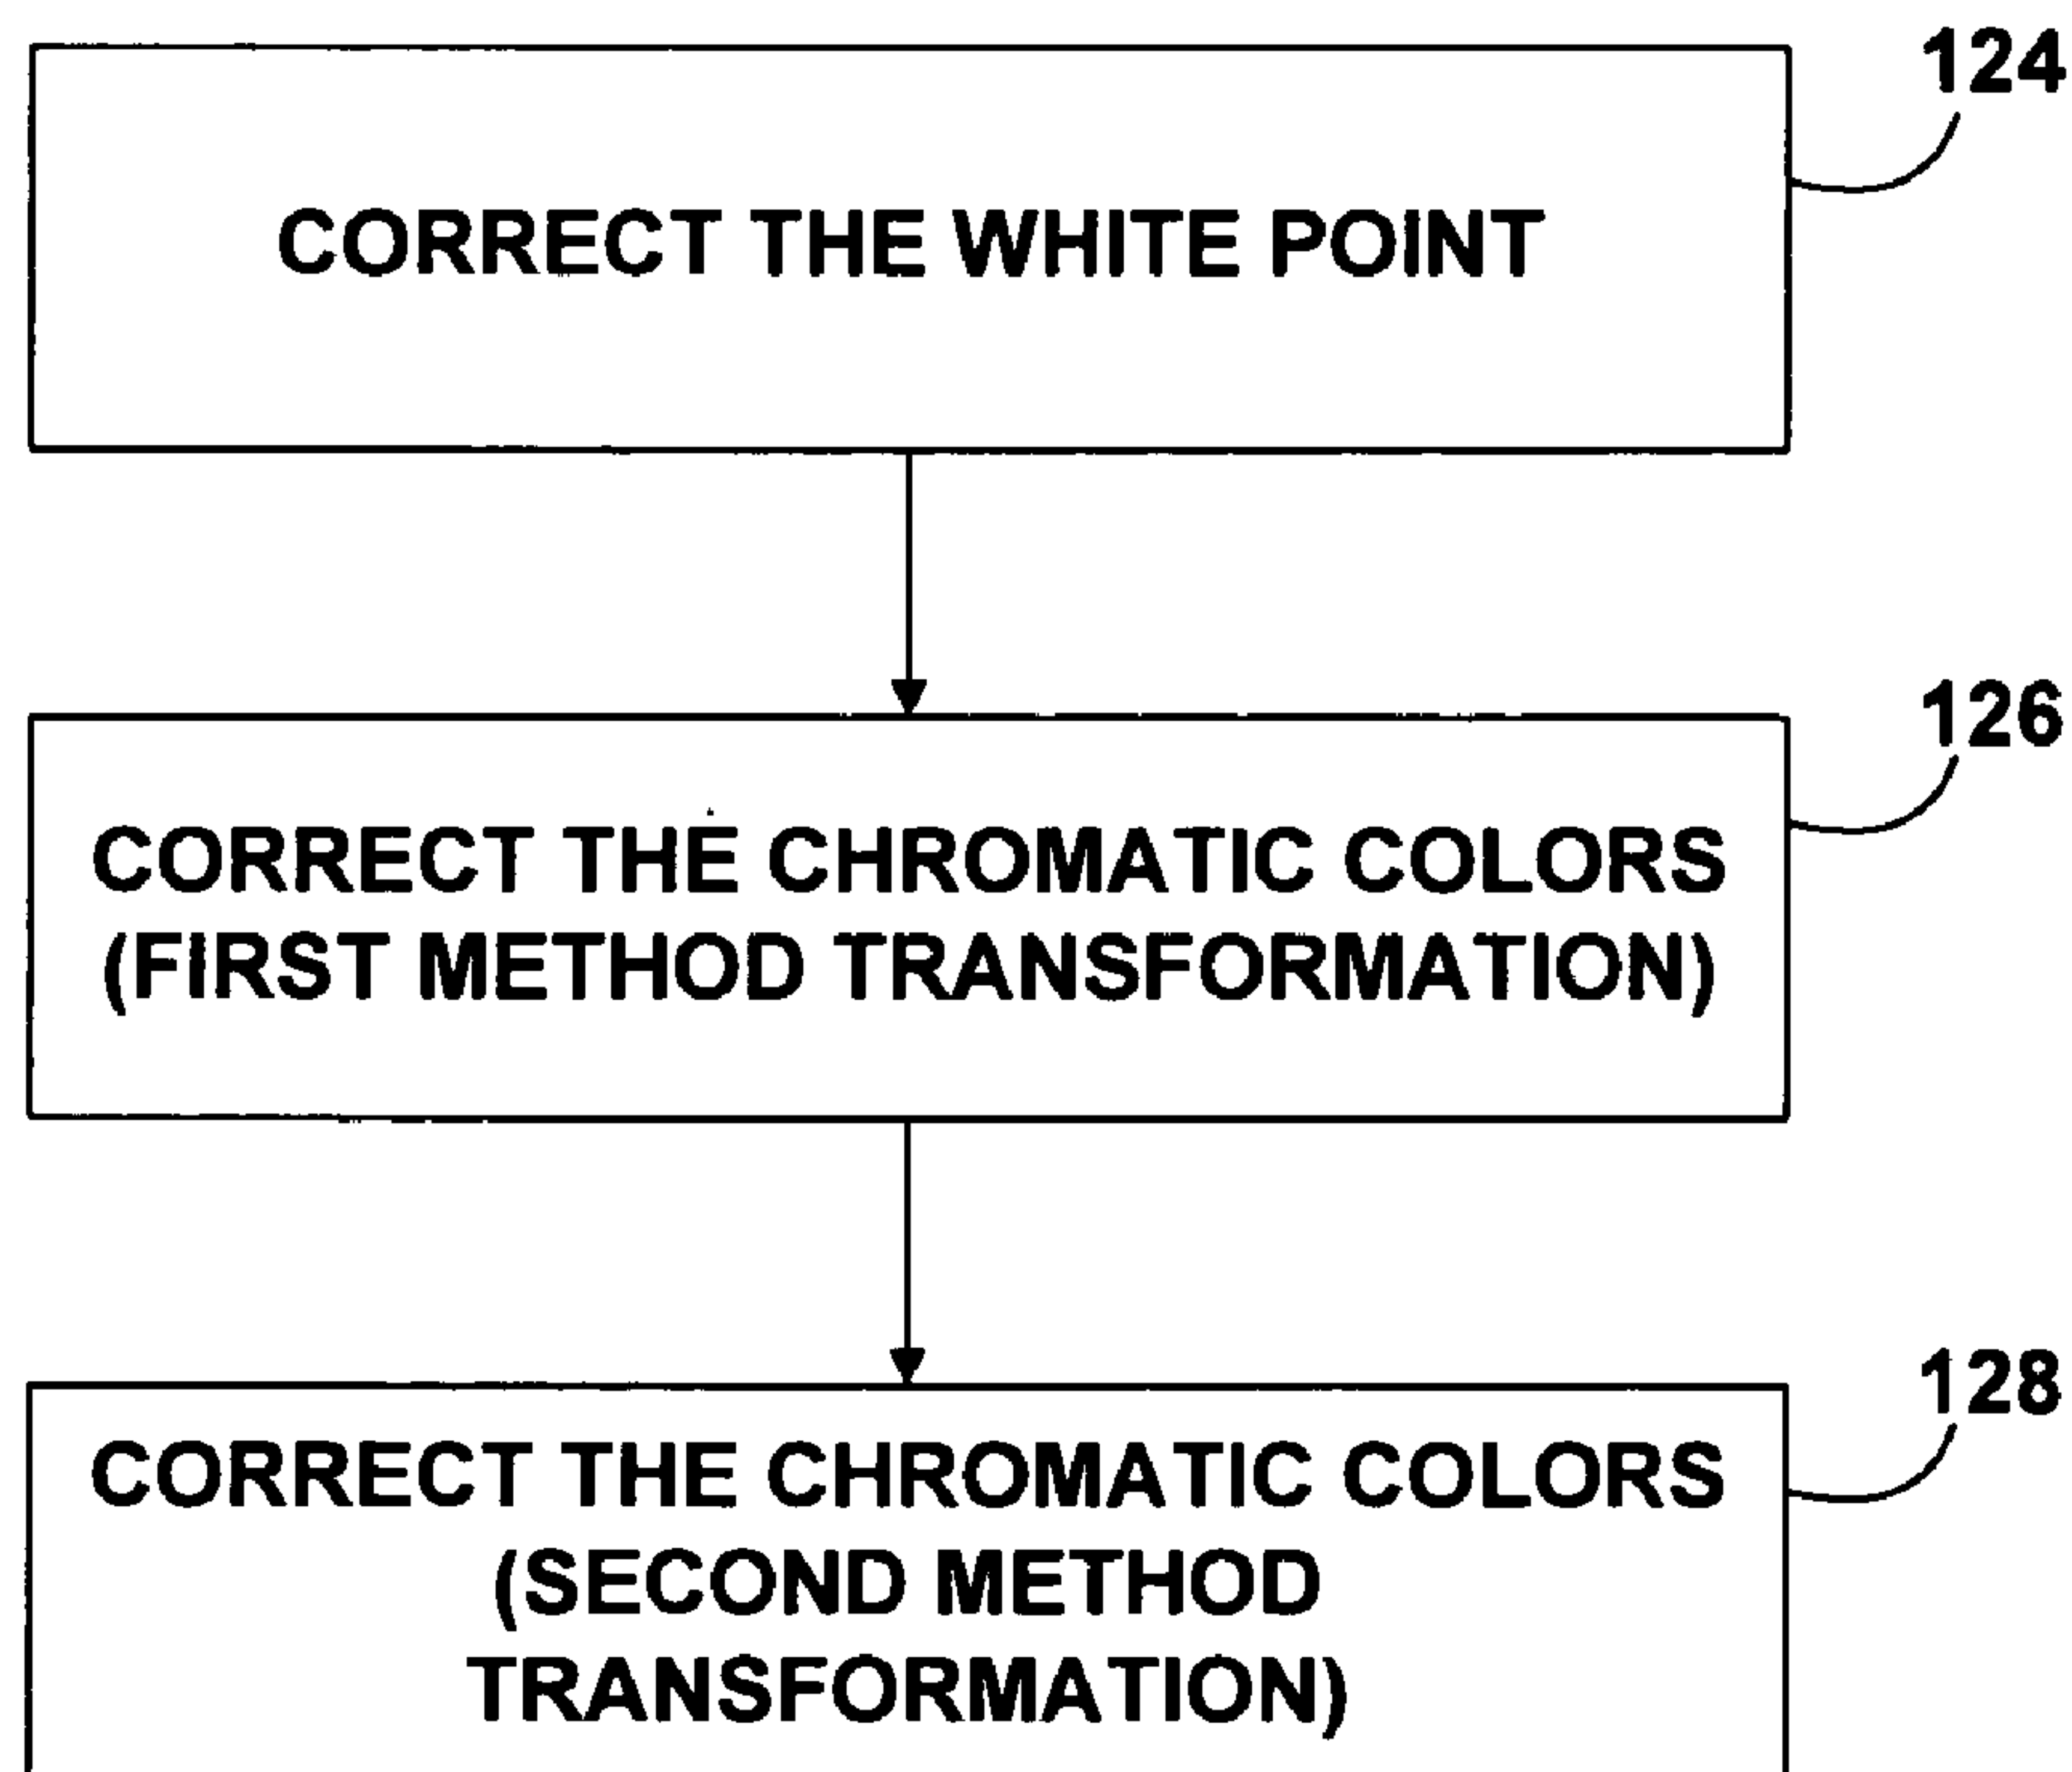 124
CORRECT THE WHITE POINT
126
CORRECT THE CHROMATIC COLORS
(FIRST METHOD TRANSFORMATION)
128
CORRECT THE CHROMATIC COLORS
(SECOND METHOD
TRANSFORMATION)